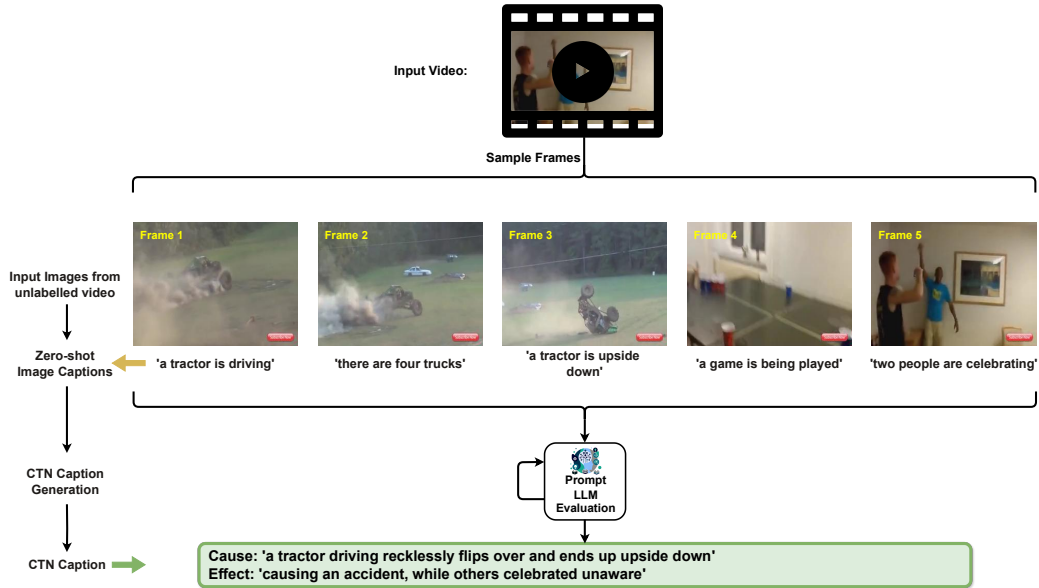 Input Video:
Sample Frames
Frame 1
Frame 2
Frame 3
Frame 4
Frame 5
Input Images from
unlabelled video
Zero-shot
Image Captions
'a tractor is driving'
'there are four trucks'
'a tractor is upside
down'
'a game is being played'
'two people are celebrating'
CTN Caption
Generation
Prompt
LLM
Evaluation
CTN Caption
Cause: 'a tractor driving recklessly flips over and ends up upside down'
Effect: 'causing an accident, while others celebrated unaware'